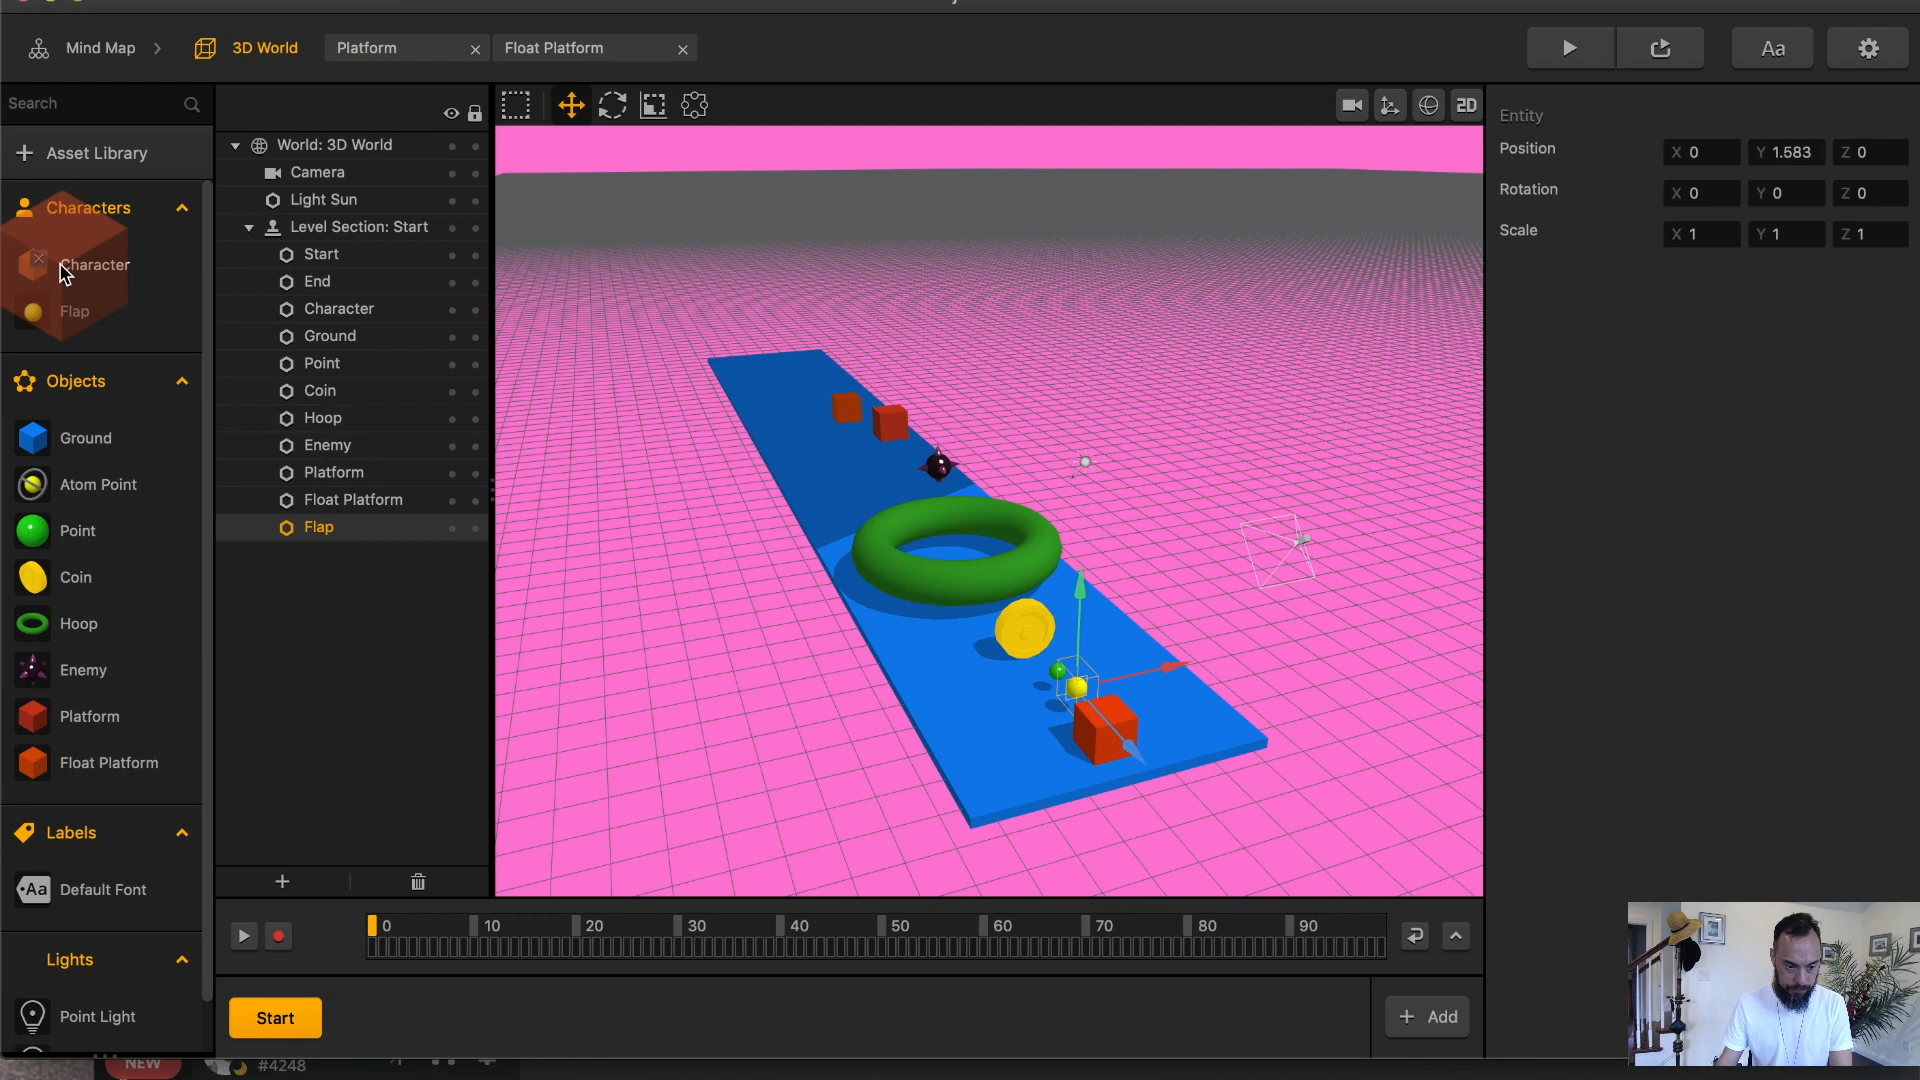 Mind Map
3D World
Platform
Float Platform
Aa
Search
Asset Library
Characters
Character
Flap
Objects
Ground
Atom Point
Point
Coin
Hoop
Enemy
Platform
Float Platform
Labels
Aa
Default Font
Lights
Point Light
World: 3D World
Camera
Light Sun
Level Section: Start
Start
End
Character
Ground
Point
Coin
Hoop
Enemy
Platform
Float Platform
Flap
2D
Entity
Position X 0 Y 1.583 Z 0
Rotation X 0 Y 0 Z 0
Scale X 1 Y 1 Z 1
0 10 20 30 40 50 60 70 80 90
Start
+ Add
NEW
#4248